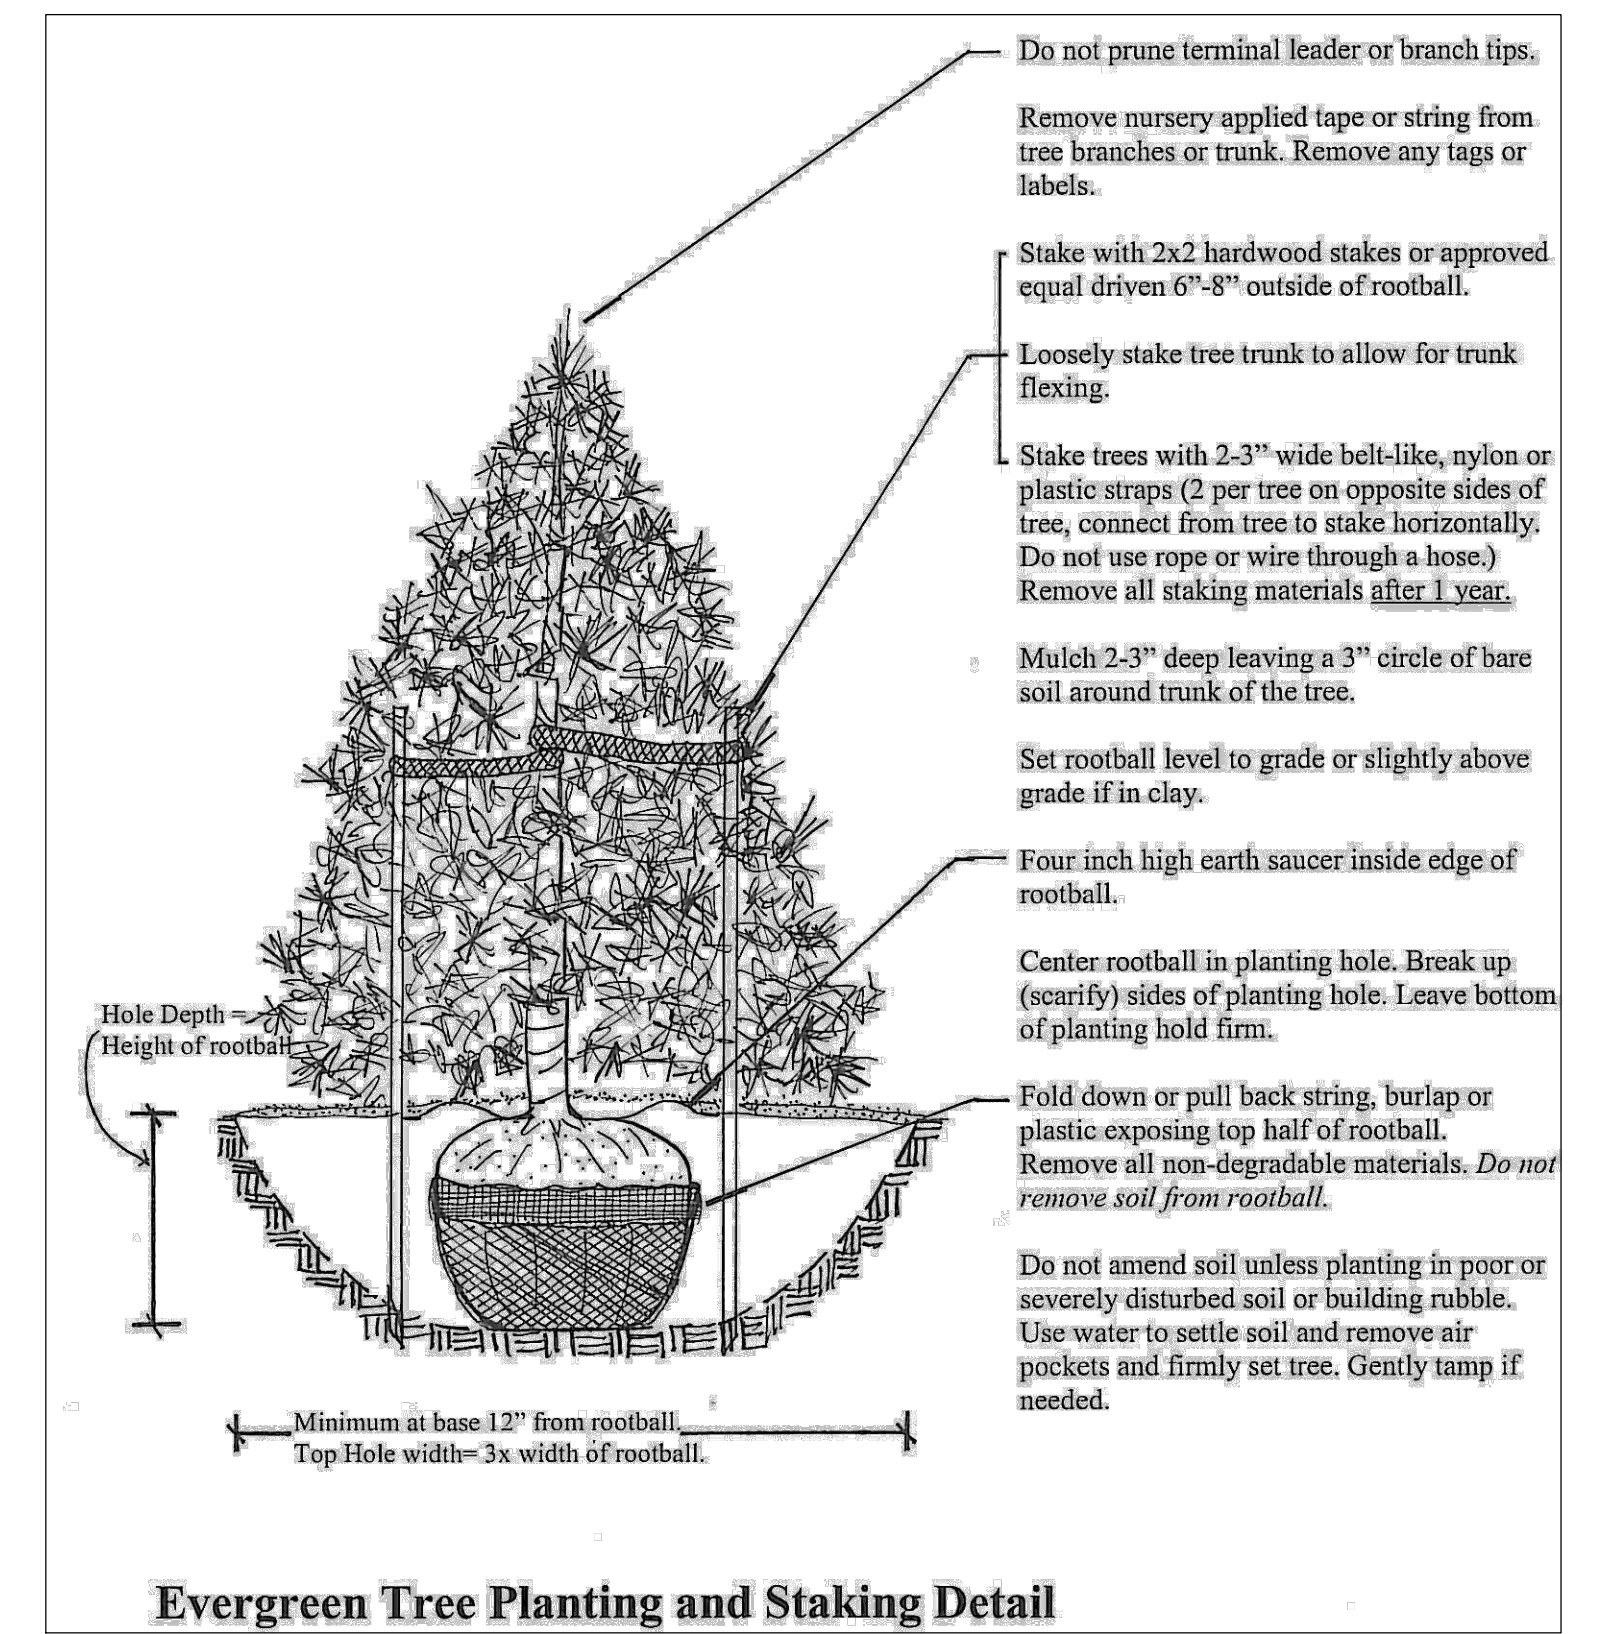 Do not prune terminal leader or branch tips.
Remove nursery applied tape or string from
tree branches or trunk. Remove any tags or
labels.
Stake with 2x2 hardwood stakes or approved
equal driven 6”-8” outside of rootball.
Loosely stake tree trunk to allow for trunk
flexing.
Stake trees with 2-3” wide belt-like, nylon or
plastic straps (2 per tree on opposite sides of
tree, connect from tree to stake horizontally.
Do not use rope or wire through a hose.)
Remove all staking materials after 1 year.
Mulch 2-3” deep leaving a 3” circle of bare
soil around trunk of the tree.
Set rootball level to grade or slightly above
grade if in clay.
Four inch high earth saucer inside edge of
rootball.
Center rootball in planting hole. Break up
(scarify) sides of planting hole. Leave bottom
of planting hold firm.
Fold down or pull back string, burlap or
plastic exposing top half of rootball.
Remove all non-degradable materials. Do not
remove soil from rootball.
Do not amend soil unless planting in poor or
severely disturbed soil or building rubble.
Use water to settle soil and remove air
pockets and firmly set tree. Gently tamp if
needed.
Hole Depth =
Height of rootball
Minimum at base 12” from rootball.
Top Hole width= 3x width of rootball.
Evergreen Tree Planting and Staking Detail